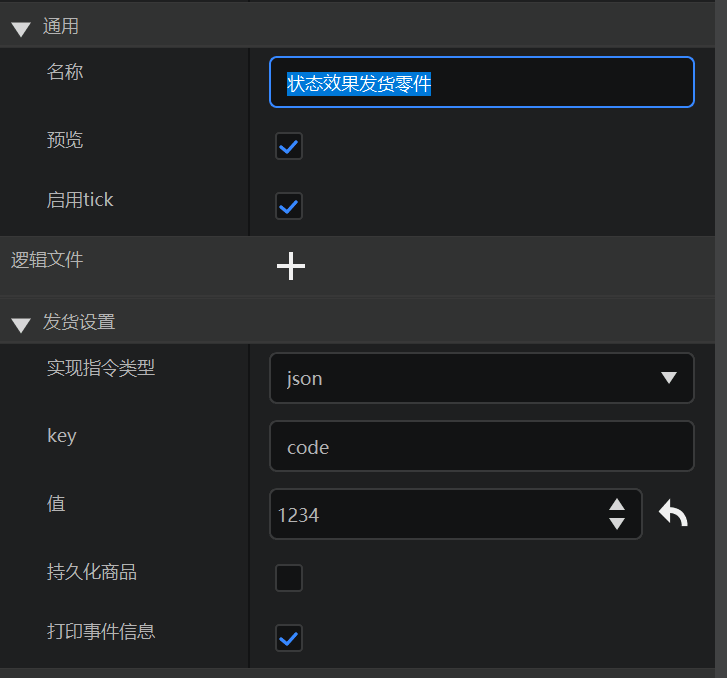 通用
名称
状态效果发货零件
预览
启用tick
逻辑文件
发货设置
实现指令类型
json
key
code
值
1234
持久化商品
打印事件信息